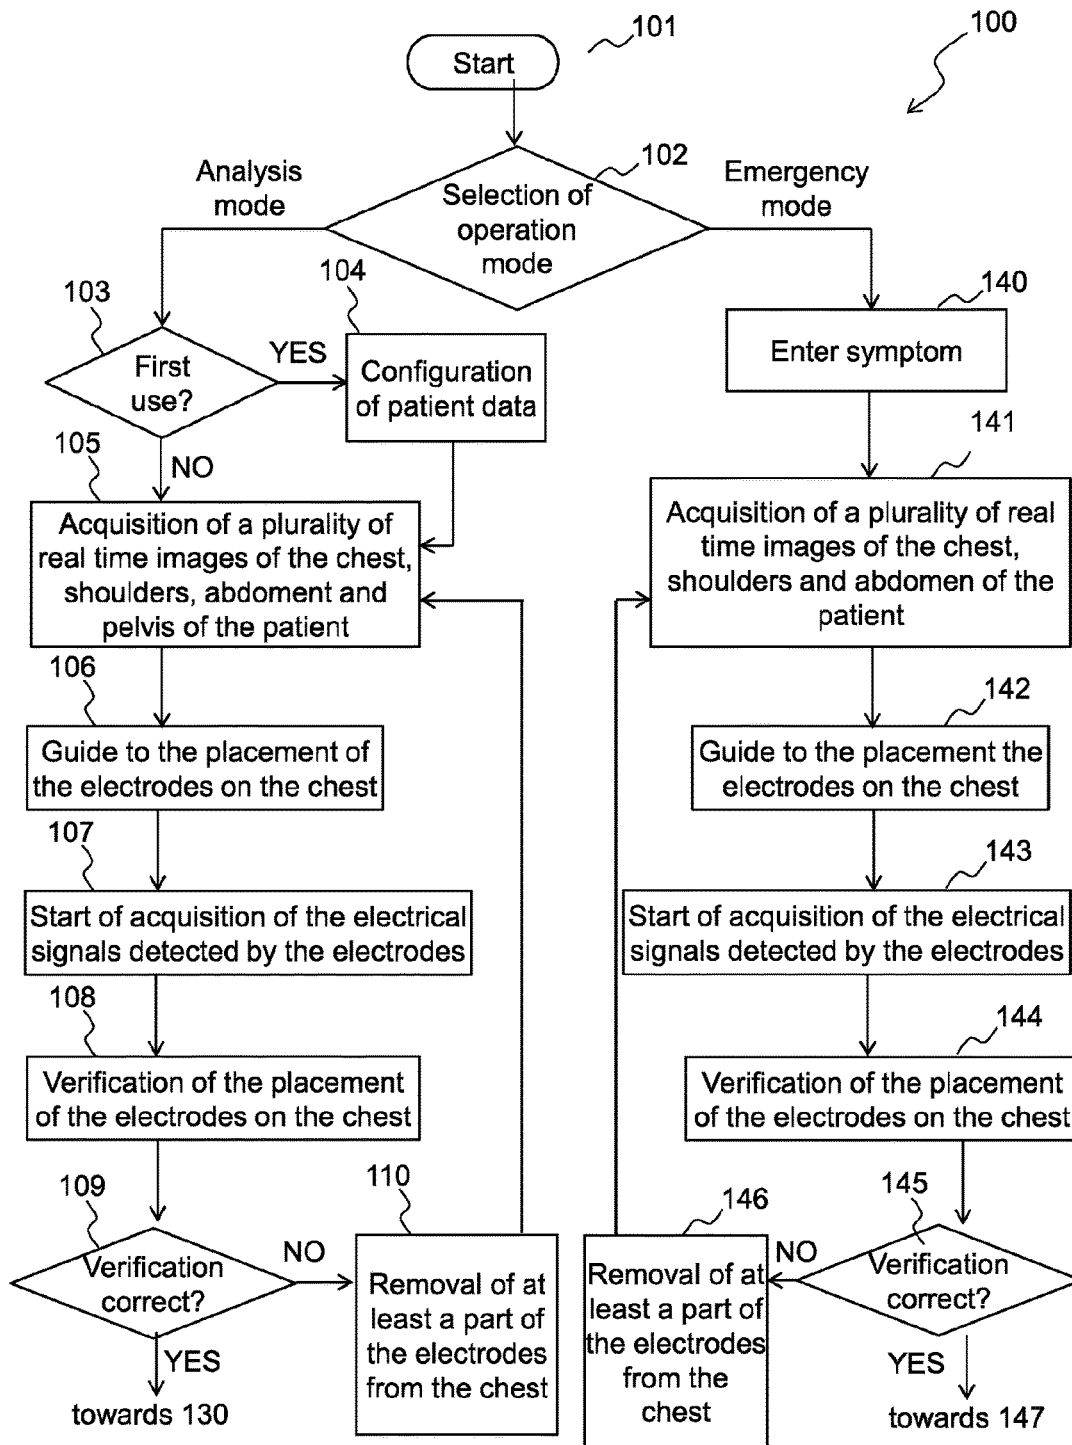 100
101
Start
102
Analysis
mode
Selection of
operation
mode
Emergency
mode
103
First
use?
YES
NO
104
Configuration
of patient data
105
Acquisition of a plurality of
real time images of the chest,
shoulders, abdoment and
pelvis of the patient
106
Guide to the placement of
the electrodes on the chest
107
Start of acquisition of the electrical
signals detected by the electrodes
108
Verification of the placement
of the electrodes on the chest
109
Verification
correct?
NO
YES
towards 130
110
Removal of at
least a part of
the electrodes
from the chest
140
Enter symptom
141
Acquisition of a plurality of real
time images of the chest,
shoulders and abdomen of the
patient
142
Guide to the placement the
electrodes on the chest
143
Start of acquisition of the electrical
signals detected by the electrodes
144
Verification of the placement
of the electrodes on the chest
145
Verification
correct?
NO
YES
towards 147
146
Removal of at
least a part of
the electrodes
from the
chest